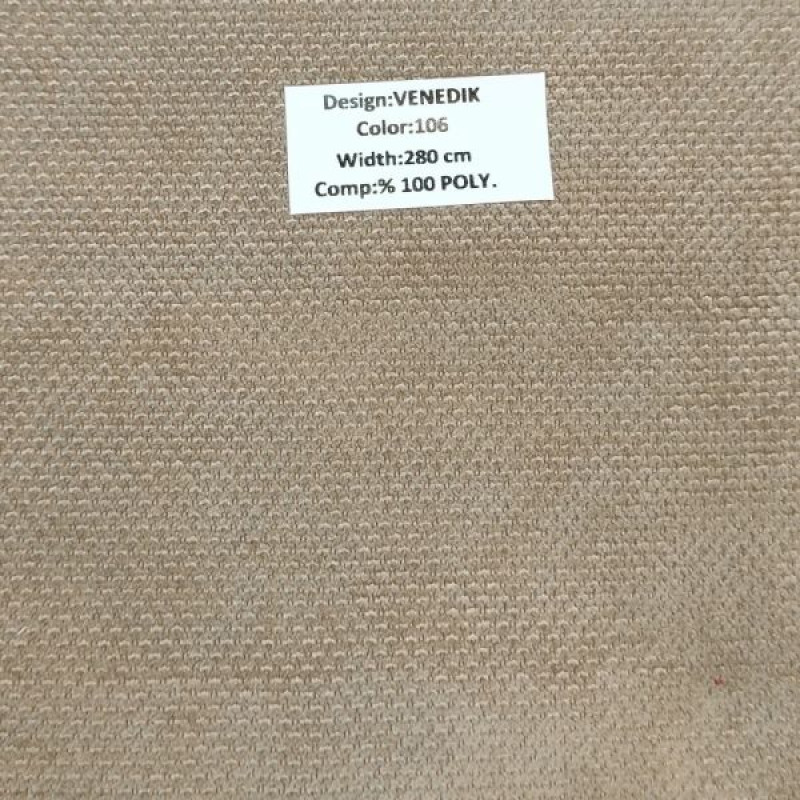 Design:VENEDIK
Color:106
Width:280 cm
Comp:% 100 POLY.